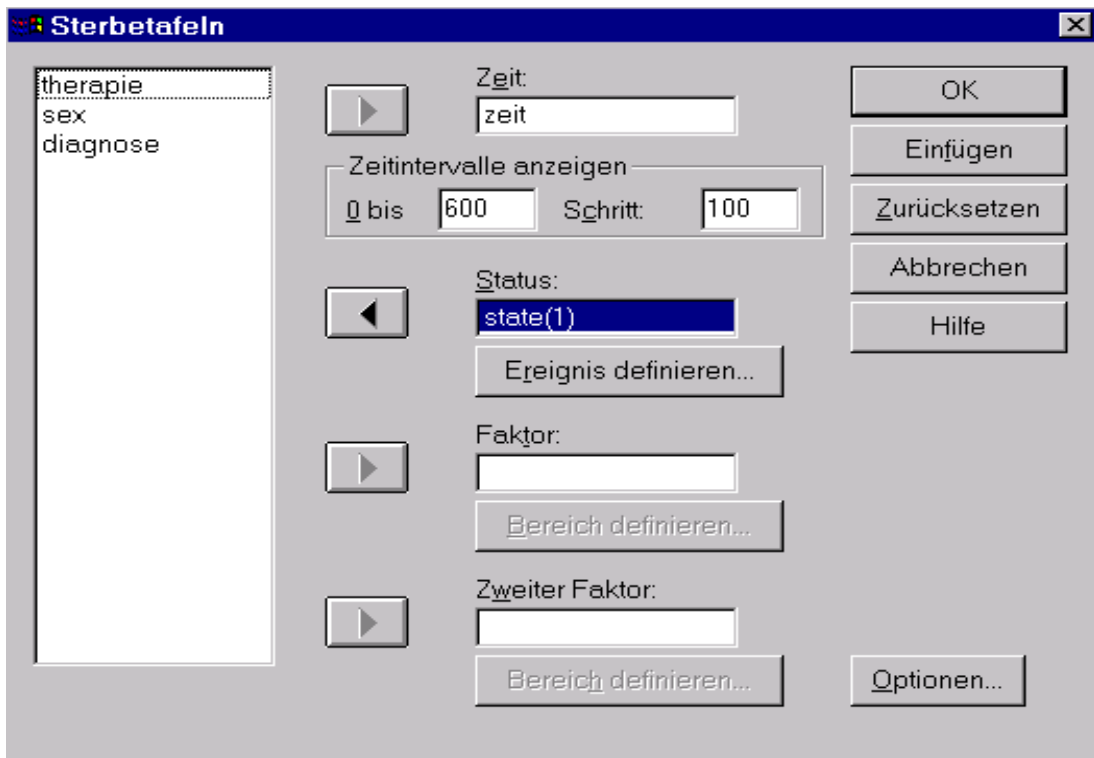 Sterbetafeln
therapie
sex
diagnose
Zeit:
zeit
Zeitintervalle anzeigen
0 bis 600 Schritt: 100
Status:
state(1)
Ereignis definieren...
Faktor:
Bereich definieren...
Zweiter Faktor:
Bereich definieren...
OK
Einfügen
Zurücksetzen
Abbrechen
Hilfe
Optionen...